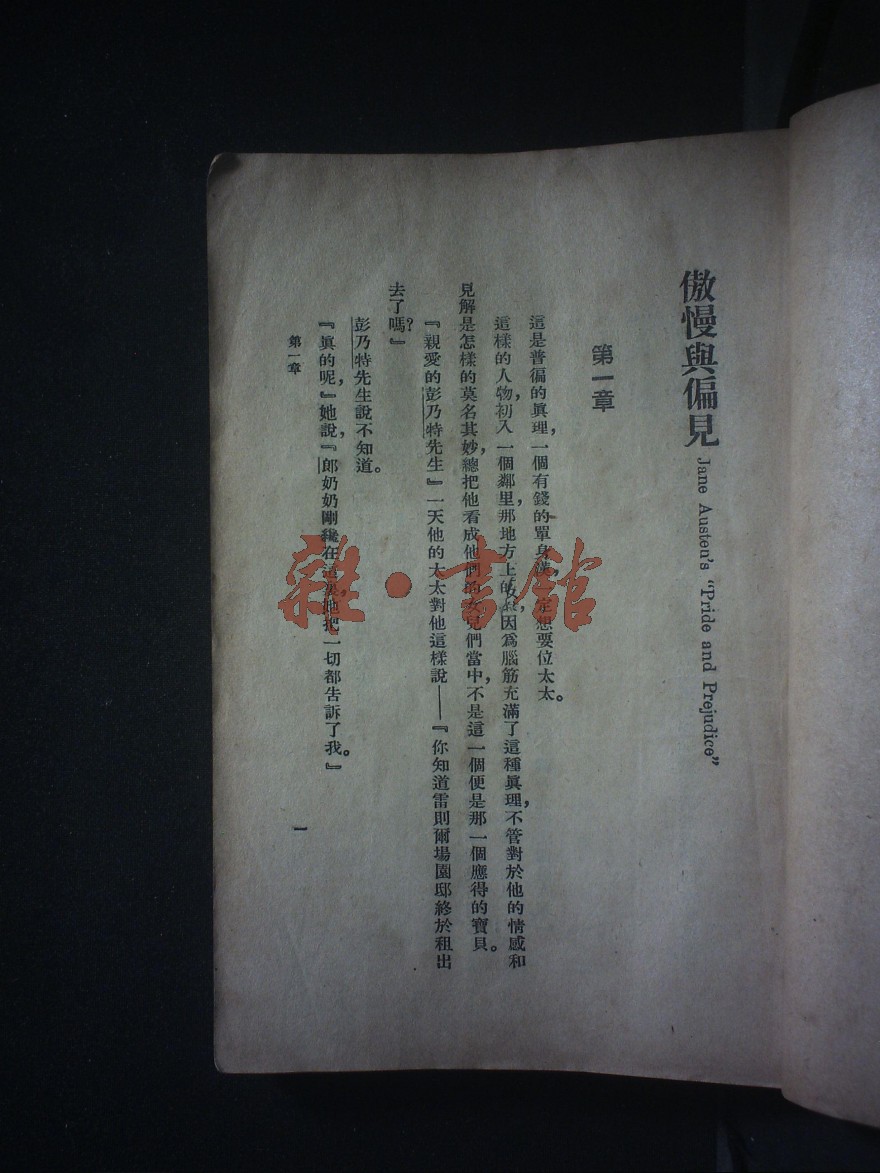 傲慢與偏見 Jane Austen's "Pride and Prejudice"
第一章
這是普徧的眞理，一個有錢的單身漢，一定想要位太太。
這樣的人物，初入一個鄰里，那地方上的人，因爲腦筋充滿了這種眞理，不管對於他的情感和
見解是怎樣的莫名其妙，總把他看成他們的女兒們當中，不是這一個便是那一個應得的寶貝。
『親愛的彭乃特先生』一天他的太太對他這樣說——『你知道雷則爾場園邸終於租出
去了嗎？』
彭乃特先生說不知道。
『眞的呢，』她說，『郎奶奶剛纔在這裏，她把一切都告訴了我。』
第一章
一
雜·書館